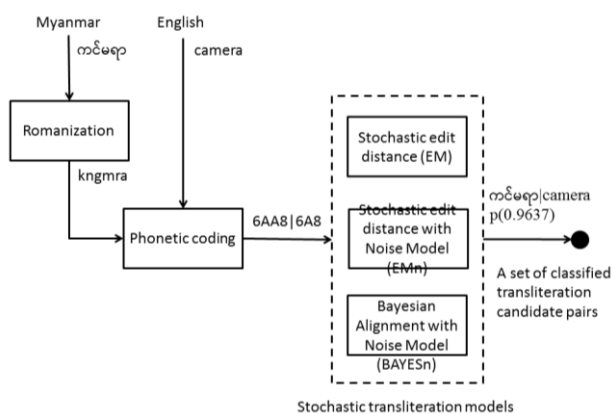 Myanmar
English
ကင်မရာ
camera
Romanization
kngmra
Phonetic coding
6AA8|6A8
Stochastic edit
distance (EM)
Stochastic edit
distance with
Noise Model
(EMn)
Bayesian
Alignment with
Noise Model
(BAYESn)
ကင်မရာ|camera
p(0.9637)
A set of classified
transliteration
candidate pairs
Stochastic transliteration models